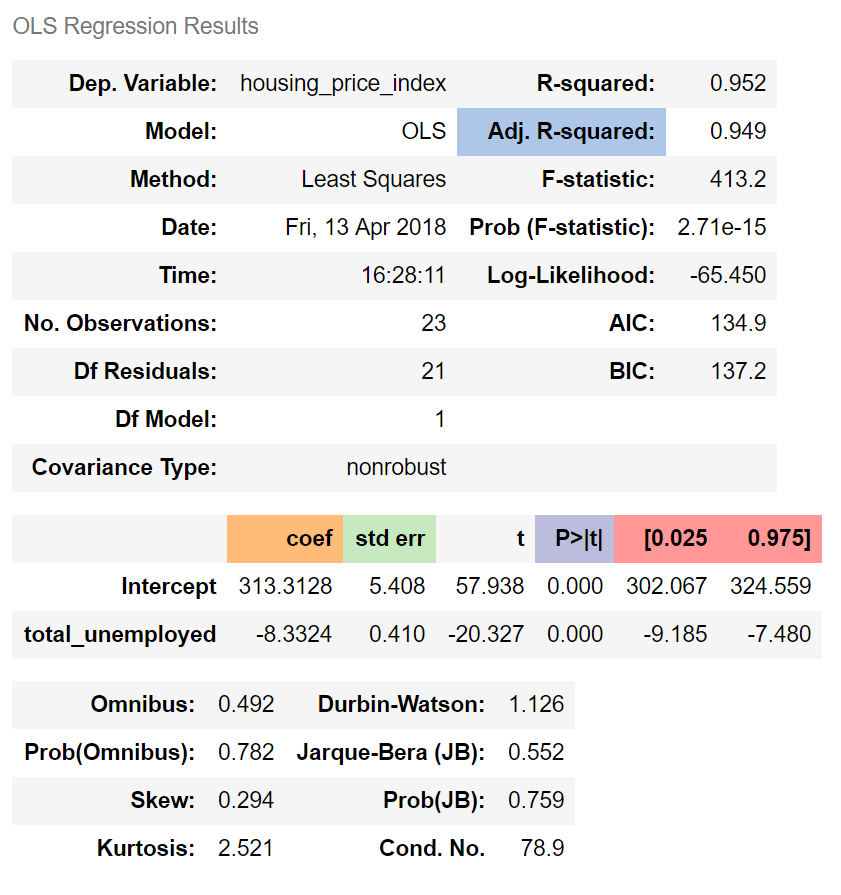 OLS Regression Results
Dep. Variable: housing_price_index R-squared: 0.952
Model: OLS Adj. R-squared: 0.949
Method: Least Squares F-statistic: 413.2
Date: Fri, 13 Apr 2018 Prob (F-statistic): 2.71e-15
Time: 16:28:11 Log-Likelihood: -65.450
No. Observations: 23 AIC: 134.9
Df Residuals: 21 BIC: 137.2
Df Model: 1
Covariance Type: nonrobust
coef std err t P>|t| [0.025 0.975]
Intercept 313.3128 5.408 57.938 0.000 302.067 324.559
total_unemployed -8.3324 0.410 -20.327 0.000 -9.185 -7.480
Omnibus: 0.492 Durbin-Watson: 1.126
Prob(Omnibus): 0.782 Jarque-Bera (JB): 0.552
Skew: 0.294 Prob(JB): 0.759
Kurtosis: 2.521 Cond. No. 78.9